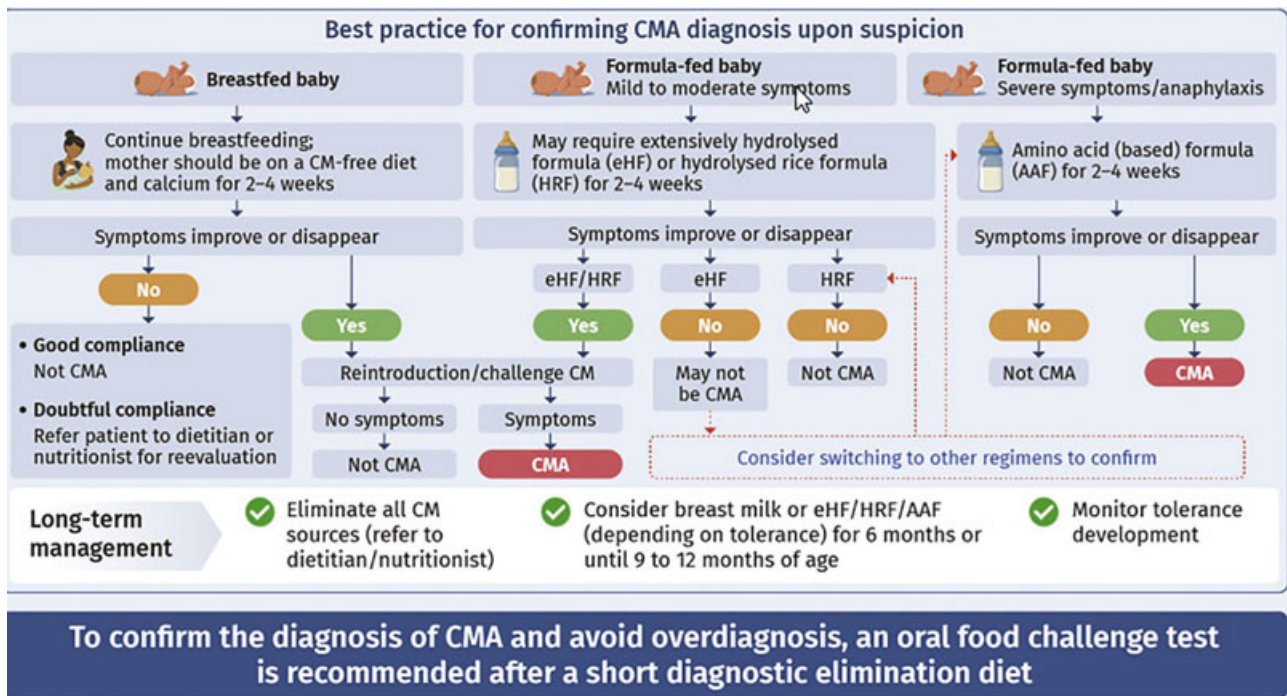 Best practice for confirming CMA diagnosis upon suspicion
Breastfed baby
Continue breastfeeding;
mother should be on a CM-free diet
and calcium for 2–4 weeks
Symptoms improve or disappear
No
• Good compliance
Not CMA
• Doubtful compliance
Refer patient to dietitian or
nutritionist for reevaluation
Yes
Formula-fed baby
Mild to moderate symptoms
May require extensively hydrolysed
formula (eHF) or hydrolysed rice formula
(HRF) for 2–4 weeks
Symptoms improve or disappear
eHF/HRF
eHF
HRF
Yes
No
No
Reintroduction/challenge CM
May not
be CMA
Not CMA
No symptoms
Symptoms
Not CMA
CMA
Consider switching to other regimens to confirm
Formula-fed baby
Severe symptoms/anaphylaxis
Amino acid (based) formula
(AAF) for 2–4 weeks
Symptoms improve or disappear
No
Yes
Not CMA
CMA
Long-term
management
Eliminate all CM
sources (refer to
dietitian/nutritionist)
Consider breast milk or eHF/HRF/AAF
(depending on tolerance) for 6 months or
until 9 to 12 months of age
Monitor tolerance
development
To confirm the diagnosis of CMA and avoid overdiagnosis, an oral food challenge test
is recommended after a short diagnostic elimination diet